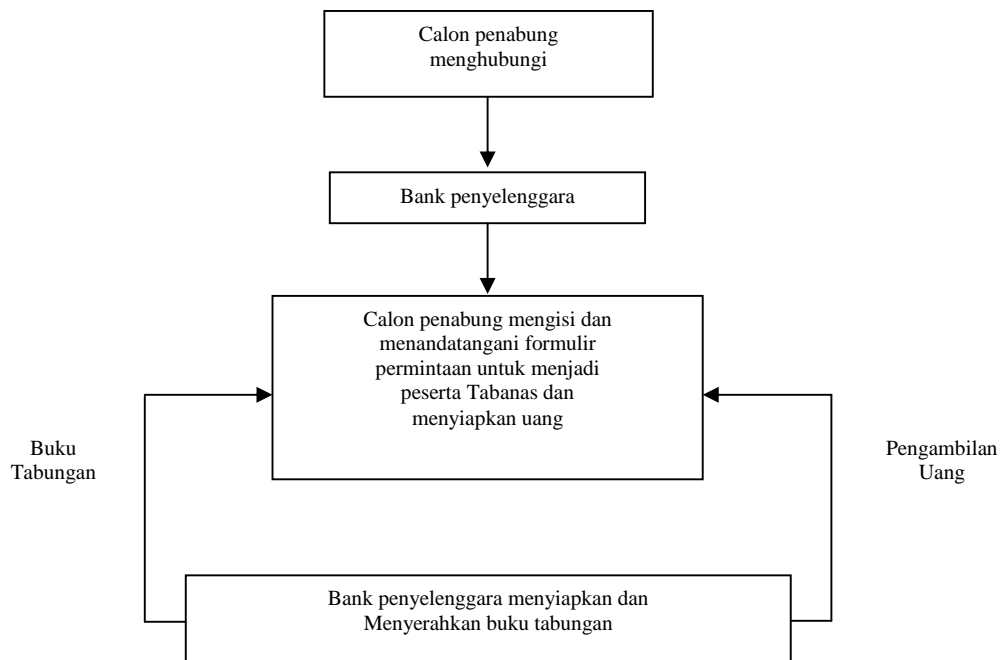 Calon penabung
menghubungi
Bank penyelenggara
Calon penabung mengisi dan
menandatangani formulir
permintaan untuk menjadi
peserta Tabanas dan
menyiapkan uang
Buku
Tabungan
Pengambilan
Uang
Bank penyelenggara menyiapkan dan
Menyerahkan buku tabungan